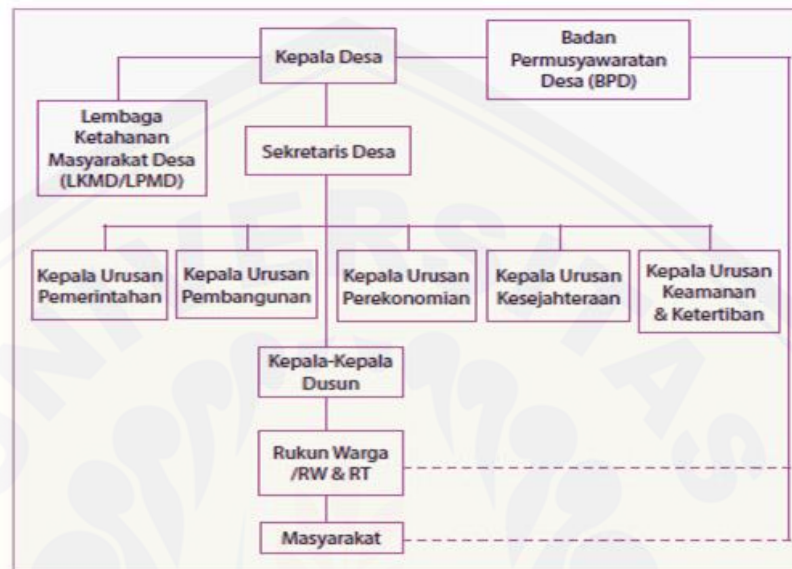 Kepala Desa
Badan
Permusyawaratan
Desa (BPD)
Lembaga
Ketahanan
Masyarakat Desa
(LKMD/LPMD)
Sekretaris Desa
Kepala Urusan
Pemerintahan
Kepala Urusan
Pembangunan
Kepala Urusan
Perekonomian
Kepala Urusan
Kesejahteraan
Kepala Urusan
Keamanan
& Ketertiban
Kepala-Kepala
Dusun
Rukun Warga
/RW & RT
Masyarakat
UNIVERSITAS